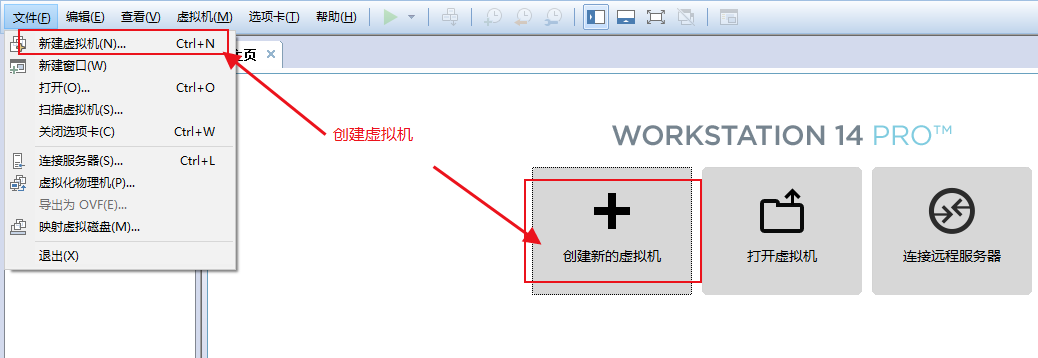 文件(F) 编辑(E) 查看(V) 虚拟机(M) 选项卡(T) 帮助(H)
新建虚拟机(N)... Ctrl+N
新建窗口(W)
打开(O)... Ctrl+O
扫描虚拟机(S)...
关闭选项卡(C) Ctrl+W
连接服务器(S)... Ctrl+L
虚拟化物理机(P)...
导出为 OVF(E)...
映射虚拟磁盘(M)...
退出(X)
主页
创建虚拟机
WORKSTATION 14 PRO™
创建新的虚拟机
打开虚拟机
连接远程服务器